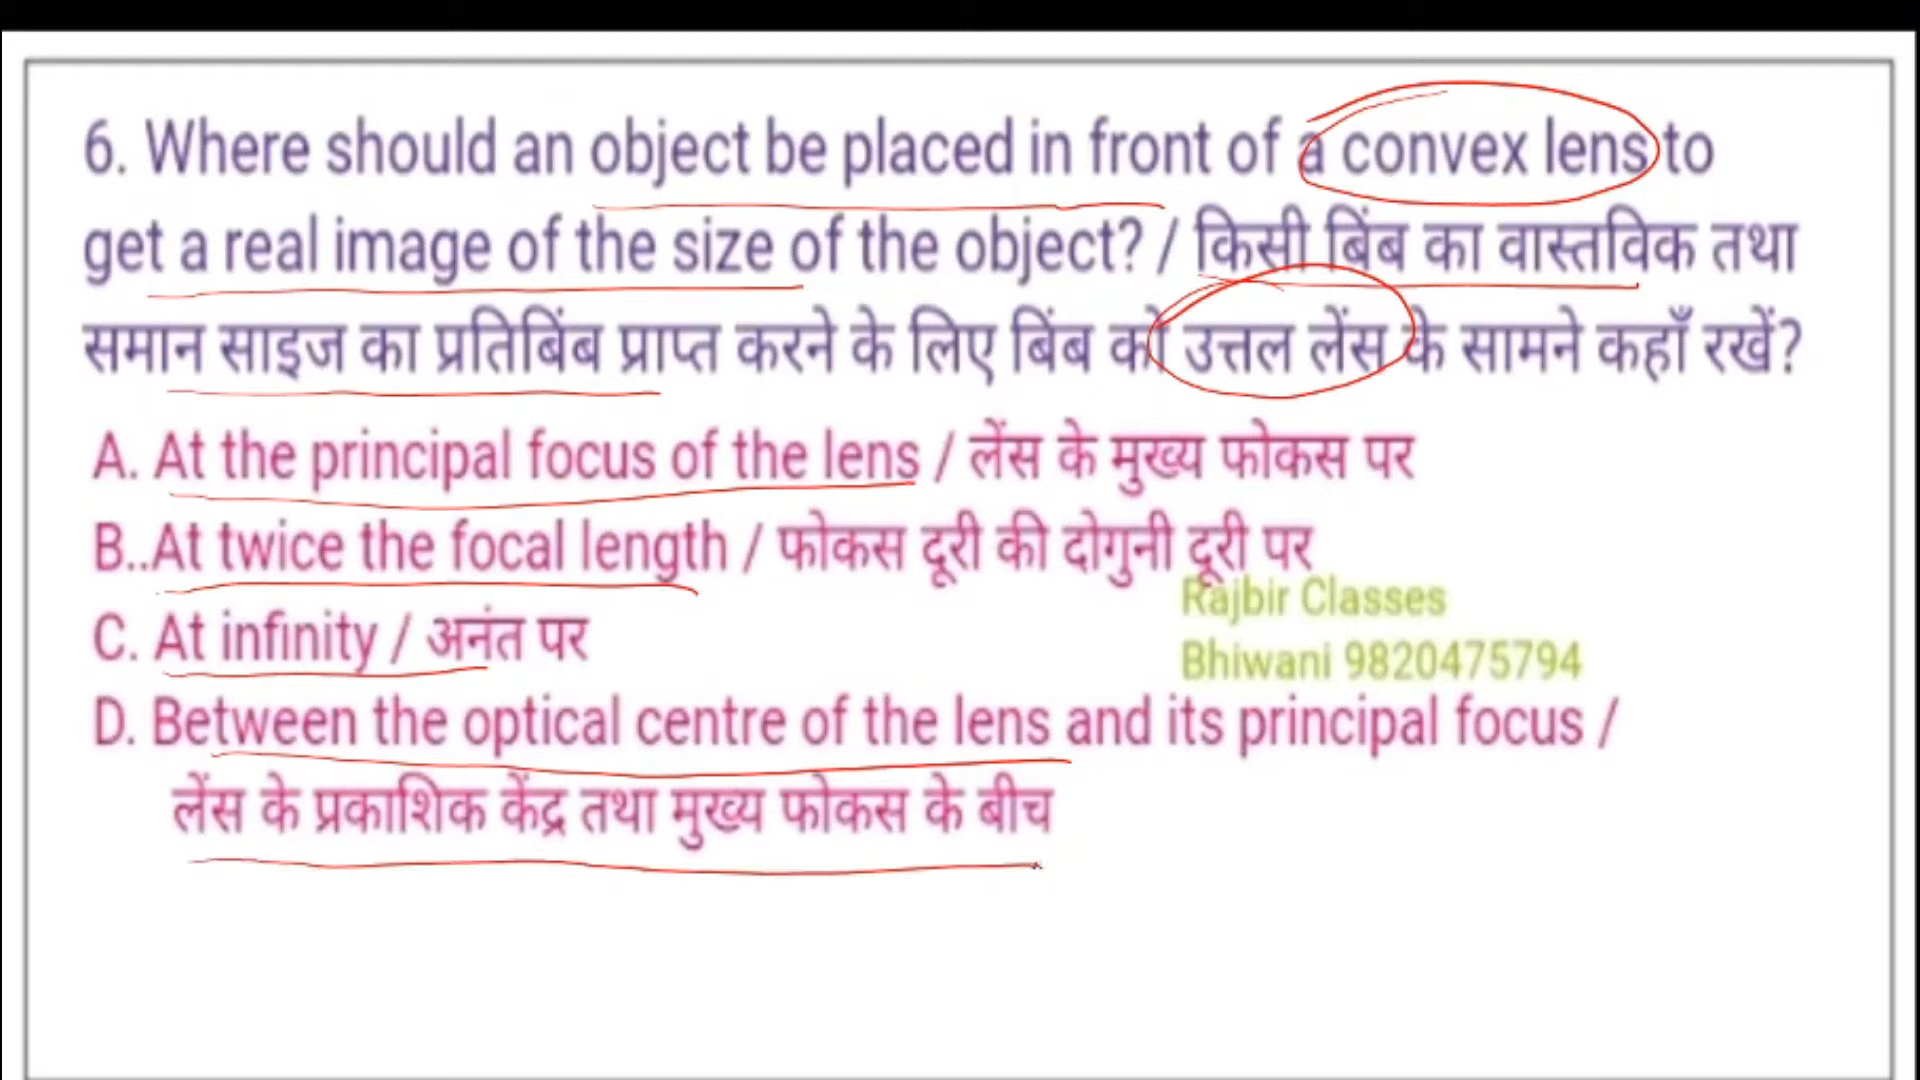 6. Where should an object be placed in front of a convex lens to
get a real image of the size of the object? / किसी बिंब का वास्तविक तथा
समान साइज का प्रतिबिंब प्राप्त करने के लिए बिंब को उत्तल लेंस के सामने कहाँ रखें?
A. At the principal focus of the lens / लेंस के मुख्य फोकस पर
B..At twice the focal length / फोकस दूरी की दोगुनी दूरी पर
Rajbir Classes
C. At infinity / अनंत पर
Bhiwani 9820475794
D. Between the optical centre of the lens and its principal focus /
लेंस के प्रकाशिक केंद्र तथा मुख्य फोकस के बीच